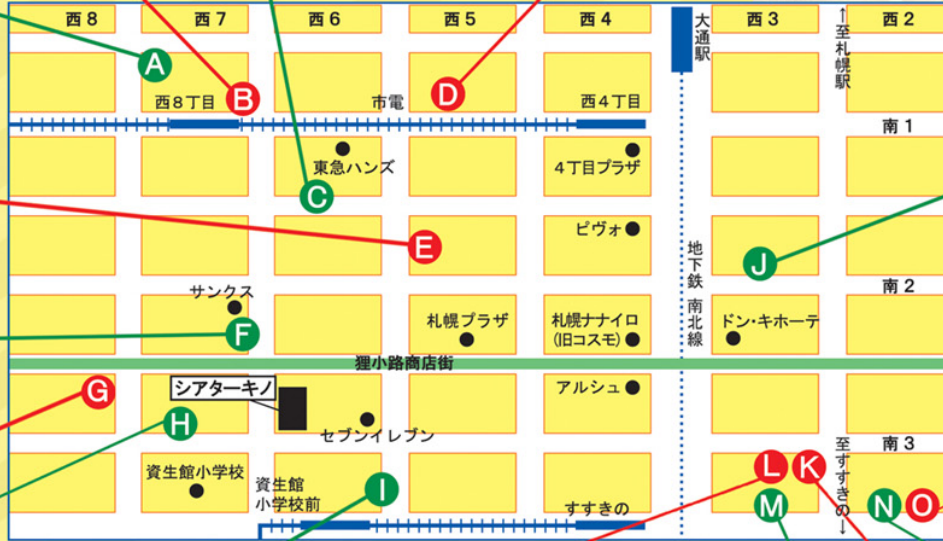 西8
西7
西6
西5
西4
大通駅
西3
↑至札幌駅
西2
A
西8丁目
B
市電
D
西4丁目
南1
東急ハンズ
C
4丁目プラザ
E
ピヴォ
地下鉄 南北線
J
南2
サンクス
F
札幌プラザ
札幌ナナイロ
(旧コスモ)
ドン・キホーテ
狸小路商店街
G
シアターキノ
H
セブンイレブン
アルシュ
南3
至すすきの↓
資生館小学校
資生館
小学校前
I
すすきの
L
K
M
N
O